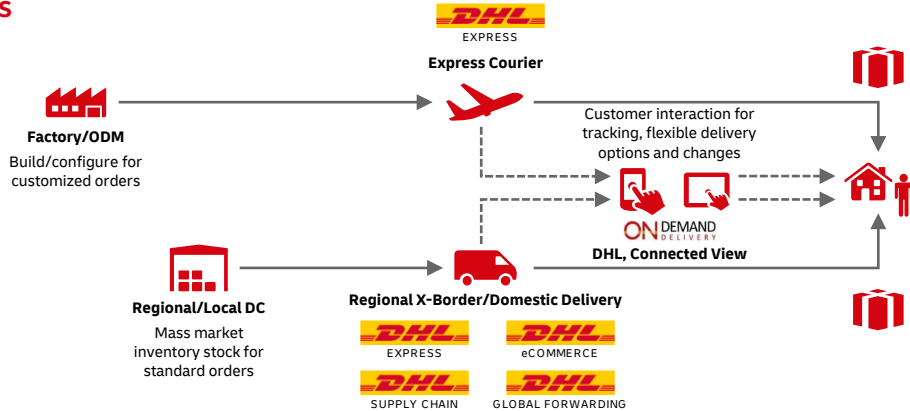 S
DHL
EXPRESS
Express Courier
Factory/ODM
Build/configure for
customized orders
Customer interaction for
tracking, flexible delivery
options and changes
ON DEMAND
DELIVERY
DHL, Connected View
Regional/Local DC
Mass market
inventory stock for
standard orders
Regional X-Border/Domestic Delivery
DHL
EXPRESS
DHL
eCOMMERCE
DHL
SUPPLY CHAIN
DHL
GLOBAL FORWARDING